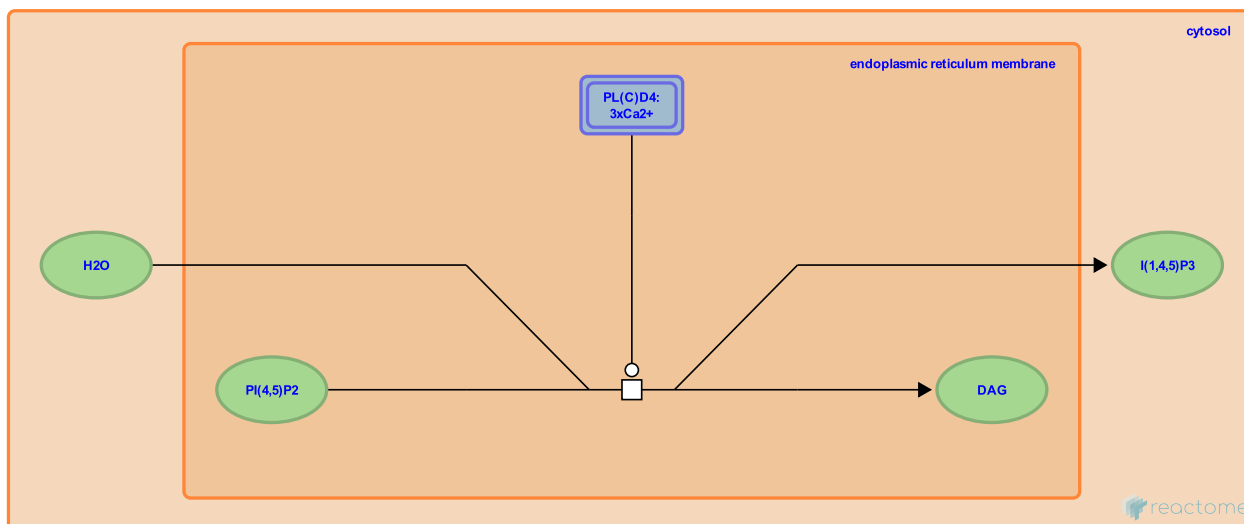 cytosol
endoplasmic reticulum membrane
PL(C)D4:
3xCa2+
H2O
I(1,4,5)P3
PI(4,5)P2
DAG
reactome